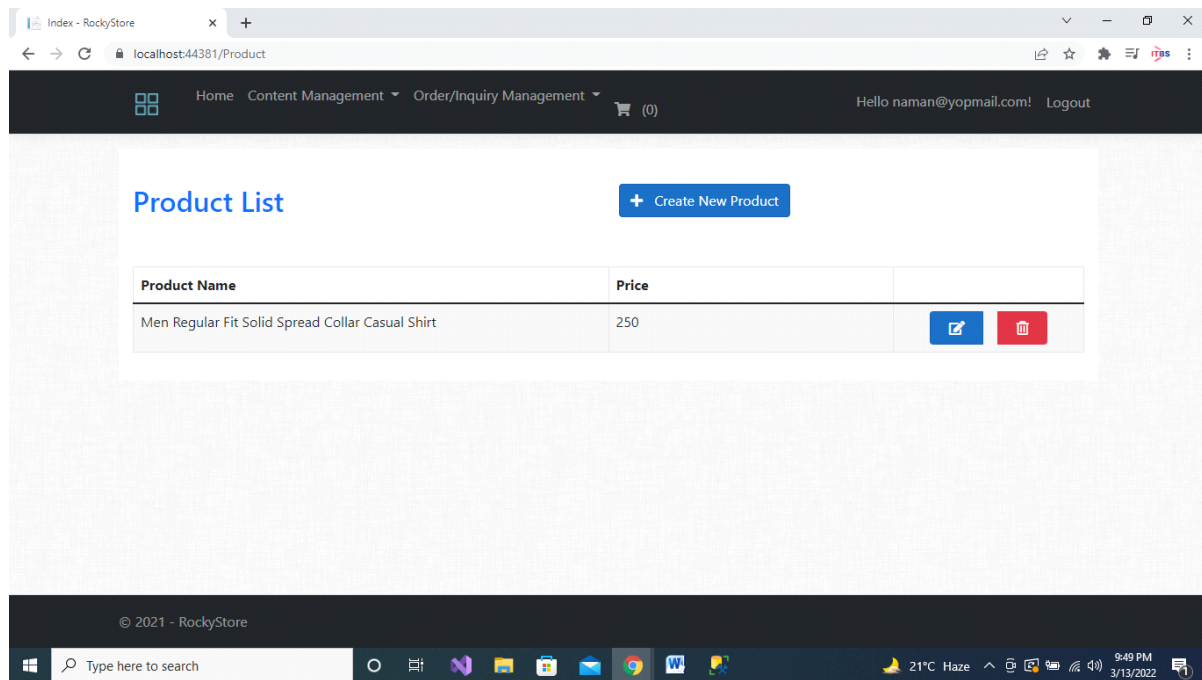 Index - RockyStore
localhost:44381/Product
ITBS
Home Content Management Order/Inquiry Management (0) Hello naman@yopmail.com! Logout
Product List
Create New Product
Product Name Price
Men Regular Fit Solid Spread Collar Casual Shirt 250
© 2021 - RockyStore
Type here to search
21°C Haze
9:49 PM
3/13/2022
1